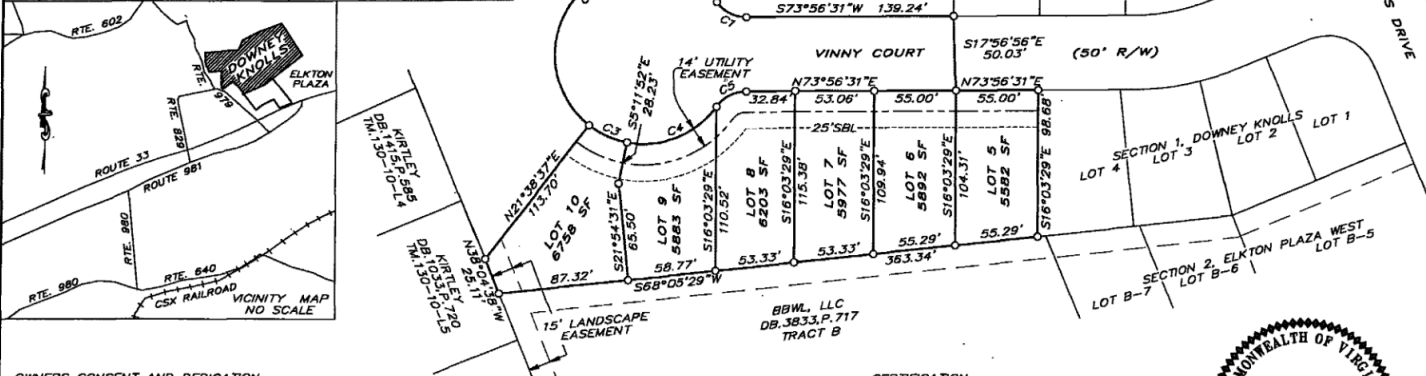 RTE. 602
DOWNEY
KNOLLS
ELKTON
PLAZA
RTE. 979
RTE. 829
ROUTE 33
ROUTE 981
RTE. 980
RTE. 640
RTE. 980
CSX RAILROAD
VICINITY MAP
NO SCALE
S73°56'31"W 139.24'
C7
VINNY COURT
S17°56'56"E
50.03'
(50' R/W)
S DRIVE
14' UTILITY
EASEMENT
S5°11'52"E
28.23'
C3
C4
C5
N73°56'31"E
N73°56'31"E
32.84'
53.06'
55.00'
55.00'
25'SBL
KIRTLEY
DB.1415,P.585
TM.130-10-L4
KIRTLEY
DB.1033,P.720
TM.130-10-L5
N21°38'37"E
113.70'
N38°04'38"W
25.11'
LOT 10
6758 SF
S21°54'31"E
65.50'
LOT 9
5883 SF
S16°03'29"E
110.52'
LOT 8
6203 SF
S16°03'29"E
115.38'
LOT 7
5977 SF
S16°03'29"E
109.94'
LOT 6
5892 SF
S16°03'29"E
104.31'
LOT 5
5582 SF
S16°03'29"E 98.68'
SECTION 1, DOWNEY KNOLLS
LOT 4
LOT 3
LOT 2
LOT 1
87.32'
58.77'
53.33'
53.33'
55.29'
55.29'
S68°05'29"W
363.34'
15' LANDSCAPE
EASEMENT
BBWL, LLC
DB.3833,P.717
TRACT B
SECTION 2, ELKTON PLAZA WEST
LOT B-7
LOT B-6
LOT B-5
MONWEALTH OF VIRG
OWNERS CONSENT AND DEDICATION
CERTIFICATION